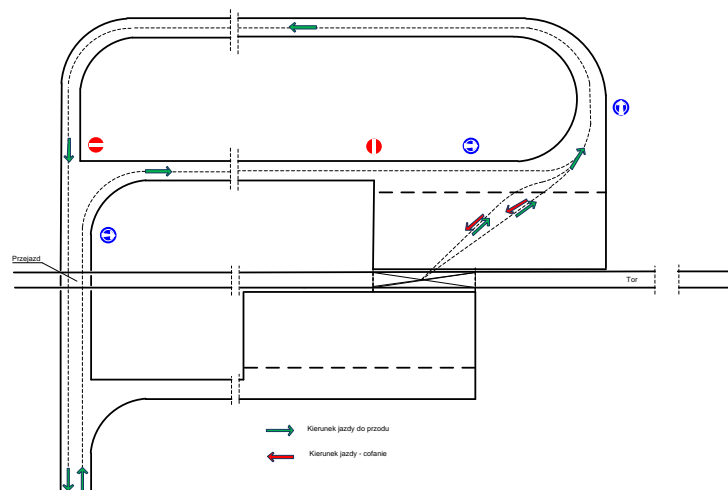 Przejazd
Tor
Kierunek jazdy do przodu
Kierunek jazdy - cofanie